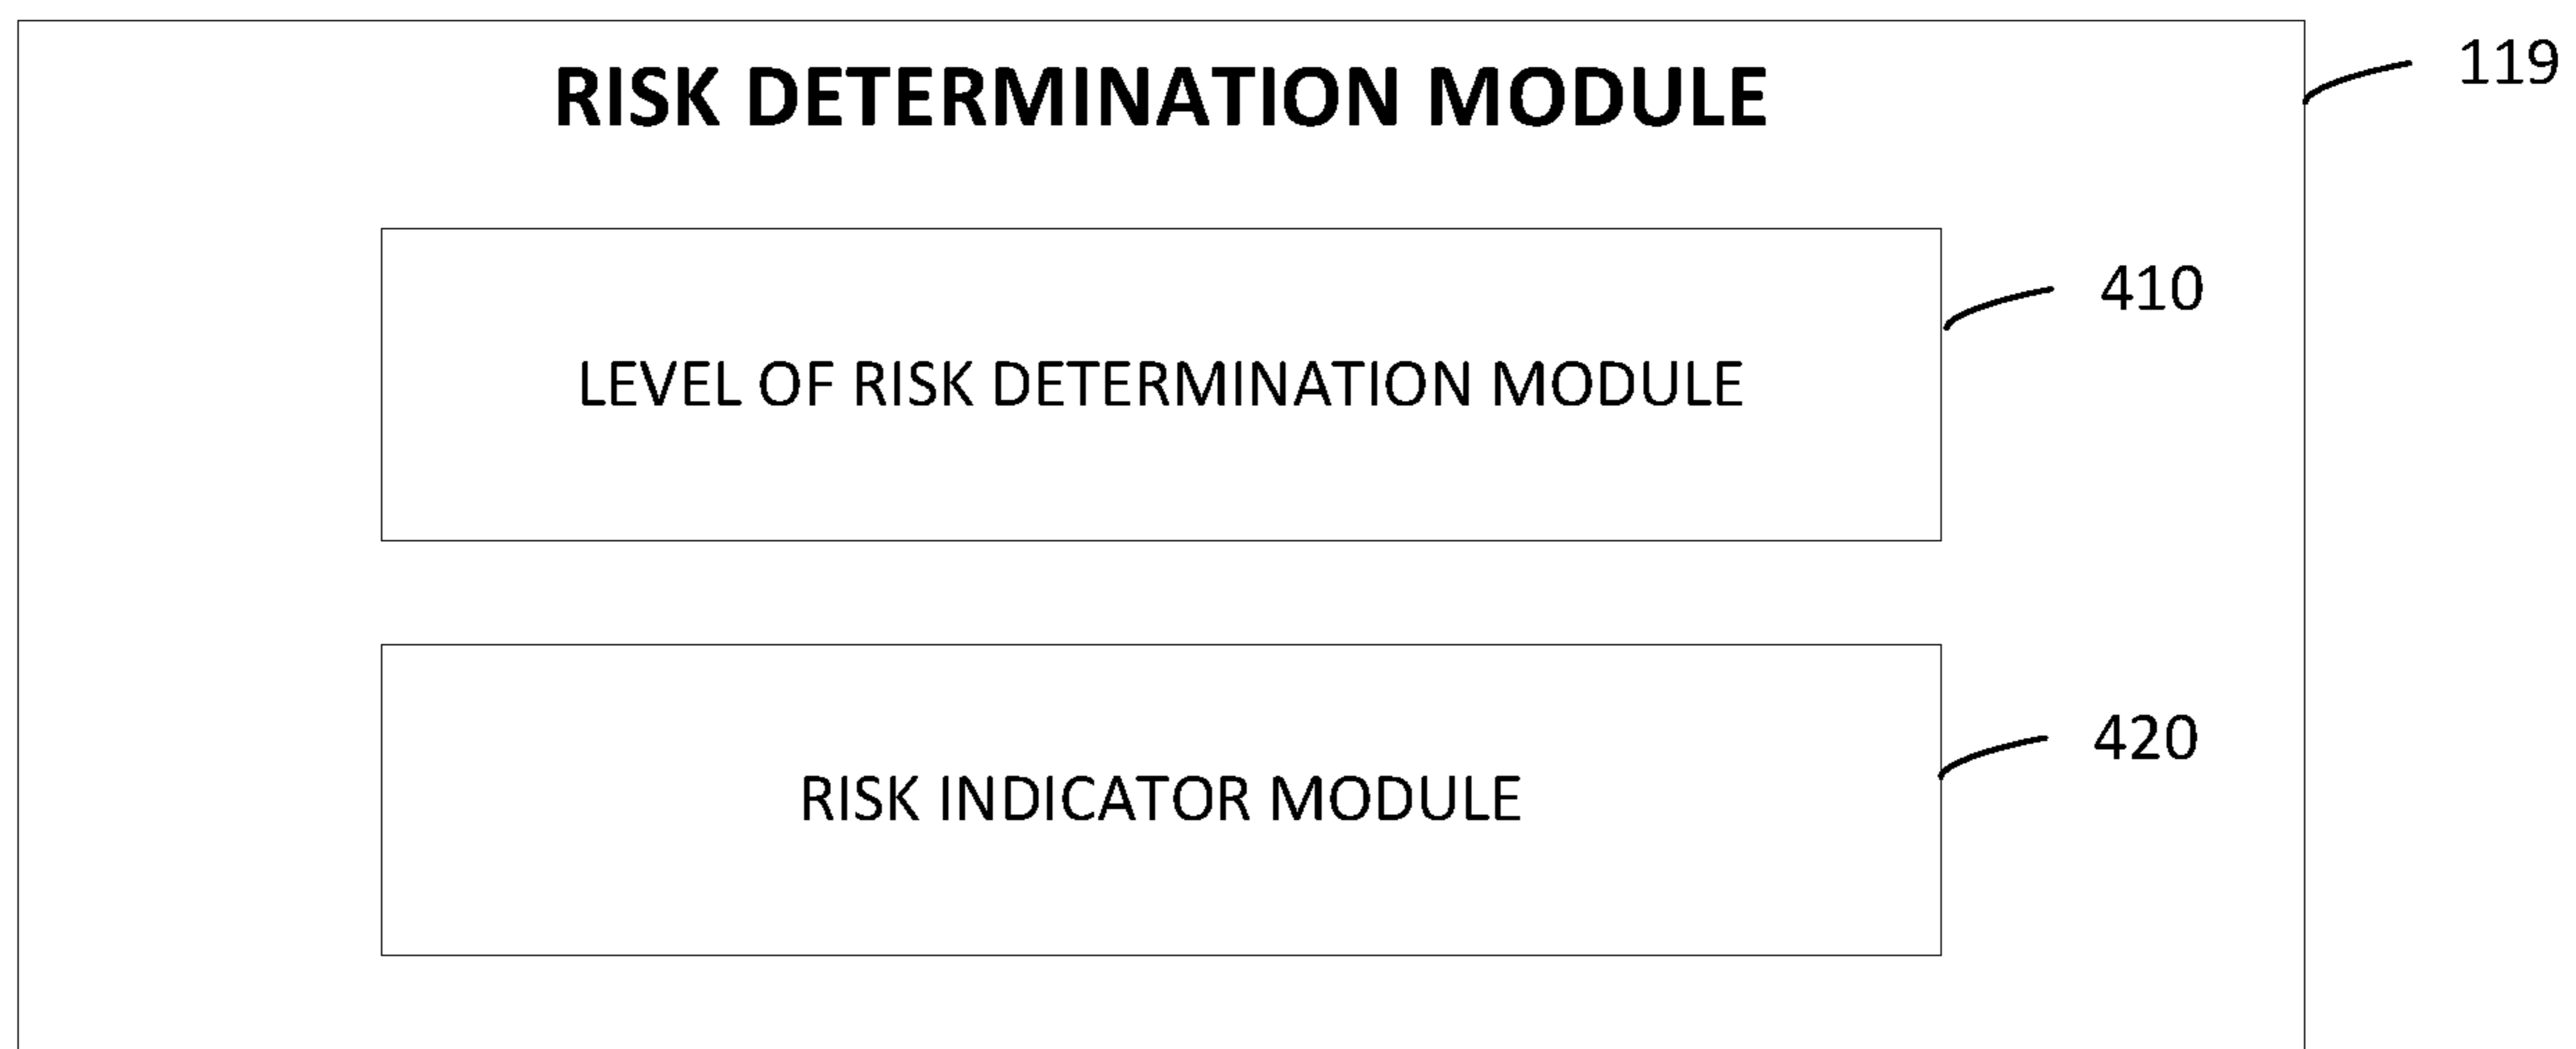 RISK DETERMINATION MODULE
119
LEVEL OF RISK DETERMINATION MODULE
410
RISK INDICATOR MODULE
420